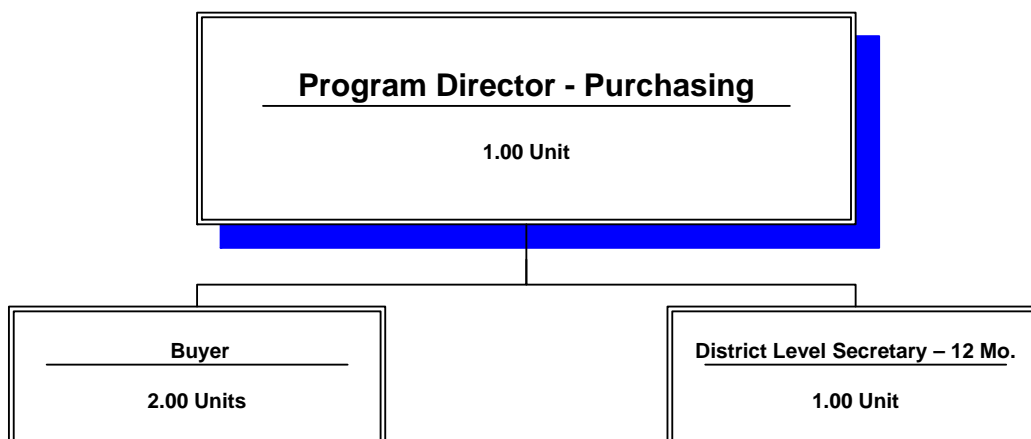 Program Director - Purchasing
1.00 Unit
Buyer
2.00 Units
District Level Secretary – 12 Mo.
1.00 Unit